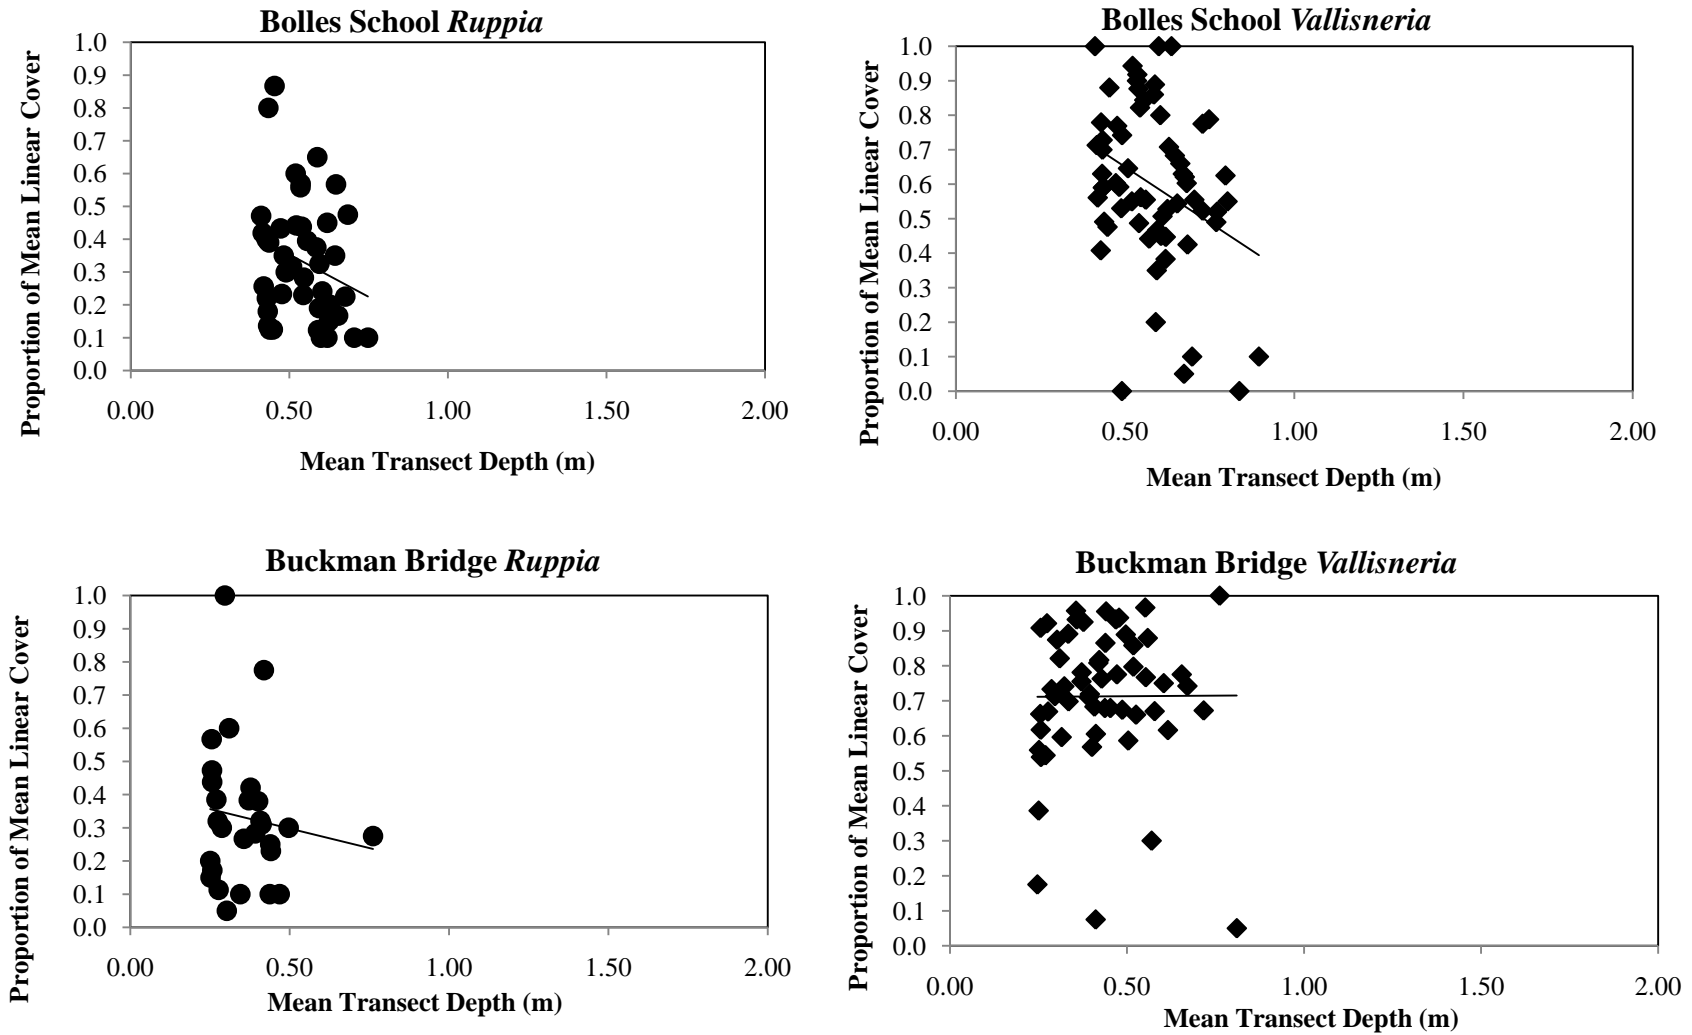 Bolles School Ruppia
Proportion of Mean Linear Cover
1.0
0.9
0.8
0.7
0.6
0.5
0.4
0.3
0.2
0.1
0.0
0.00 0.50 1.00 1.50 2.00
Mean Transect Depth (m)
Bolles School Vallisneria
Proportion of Mean Linear Cover
1.0
0.9
0.8
0.7
0.6
0.5
0.4
0.3
0.2
0.1
0.0
0.00 0.50 1.00 1.50 2.00
Mean Transect Depth (m)
Buckman Bridge Ruppia
Proportion of Mean Linear Cover
1.0
0.9
0.8
0.7
0.6
0.5
0.4
0.3
0.2
0.1
0.0
0.00 0.50 1.00 1.50 2.00
Mean Transect Depth (m)
Buckman Bridge Vallisneria
Proportion of Mean Linear Cover
1.0
0.9
0.8
0.7
0.6
0.5
0.4
0.3
0.2
0.1
0.0
0.00 0.50 1.00 1.50 2.00
Mean Transect Depth (m)